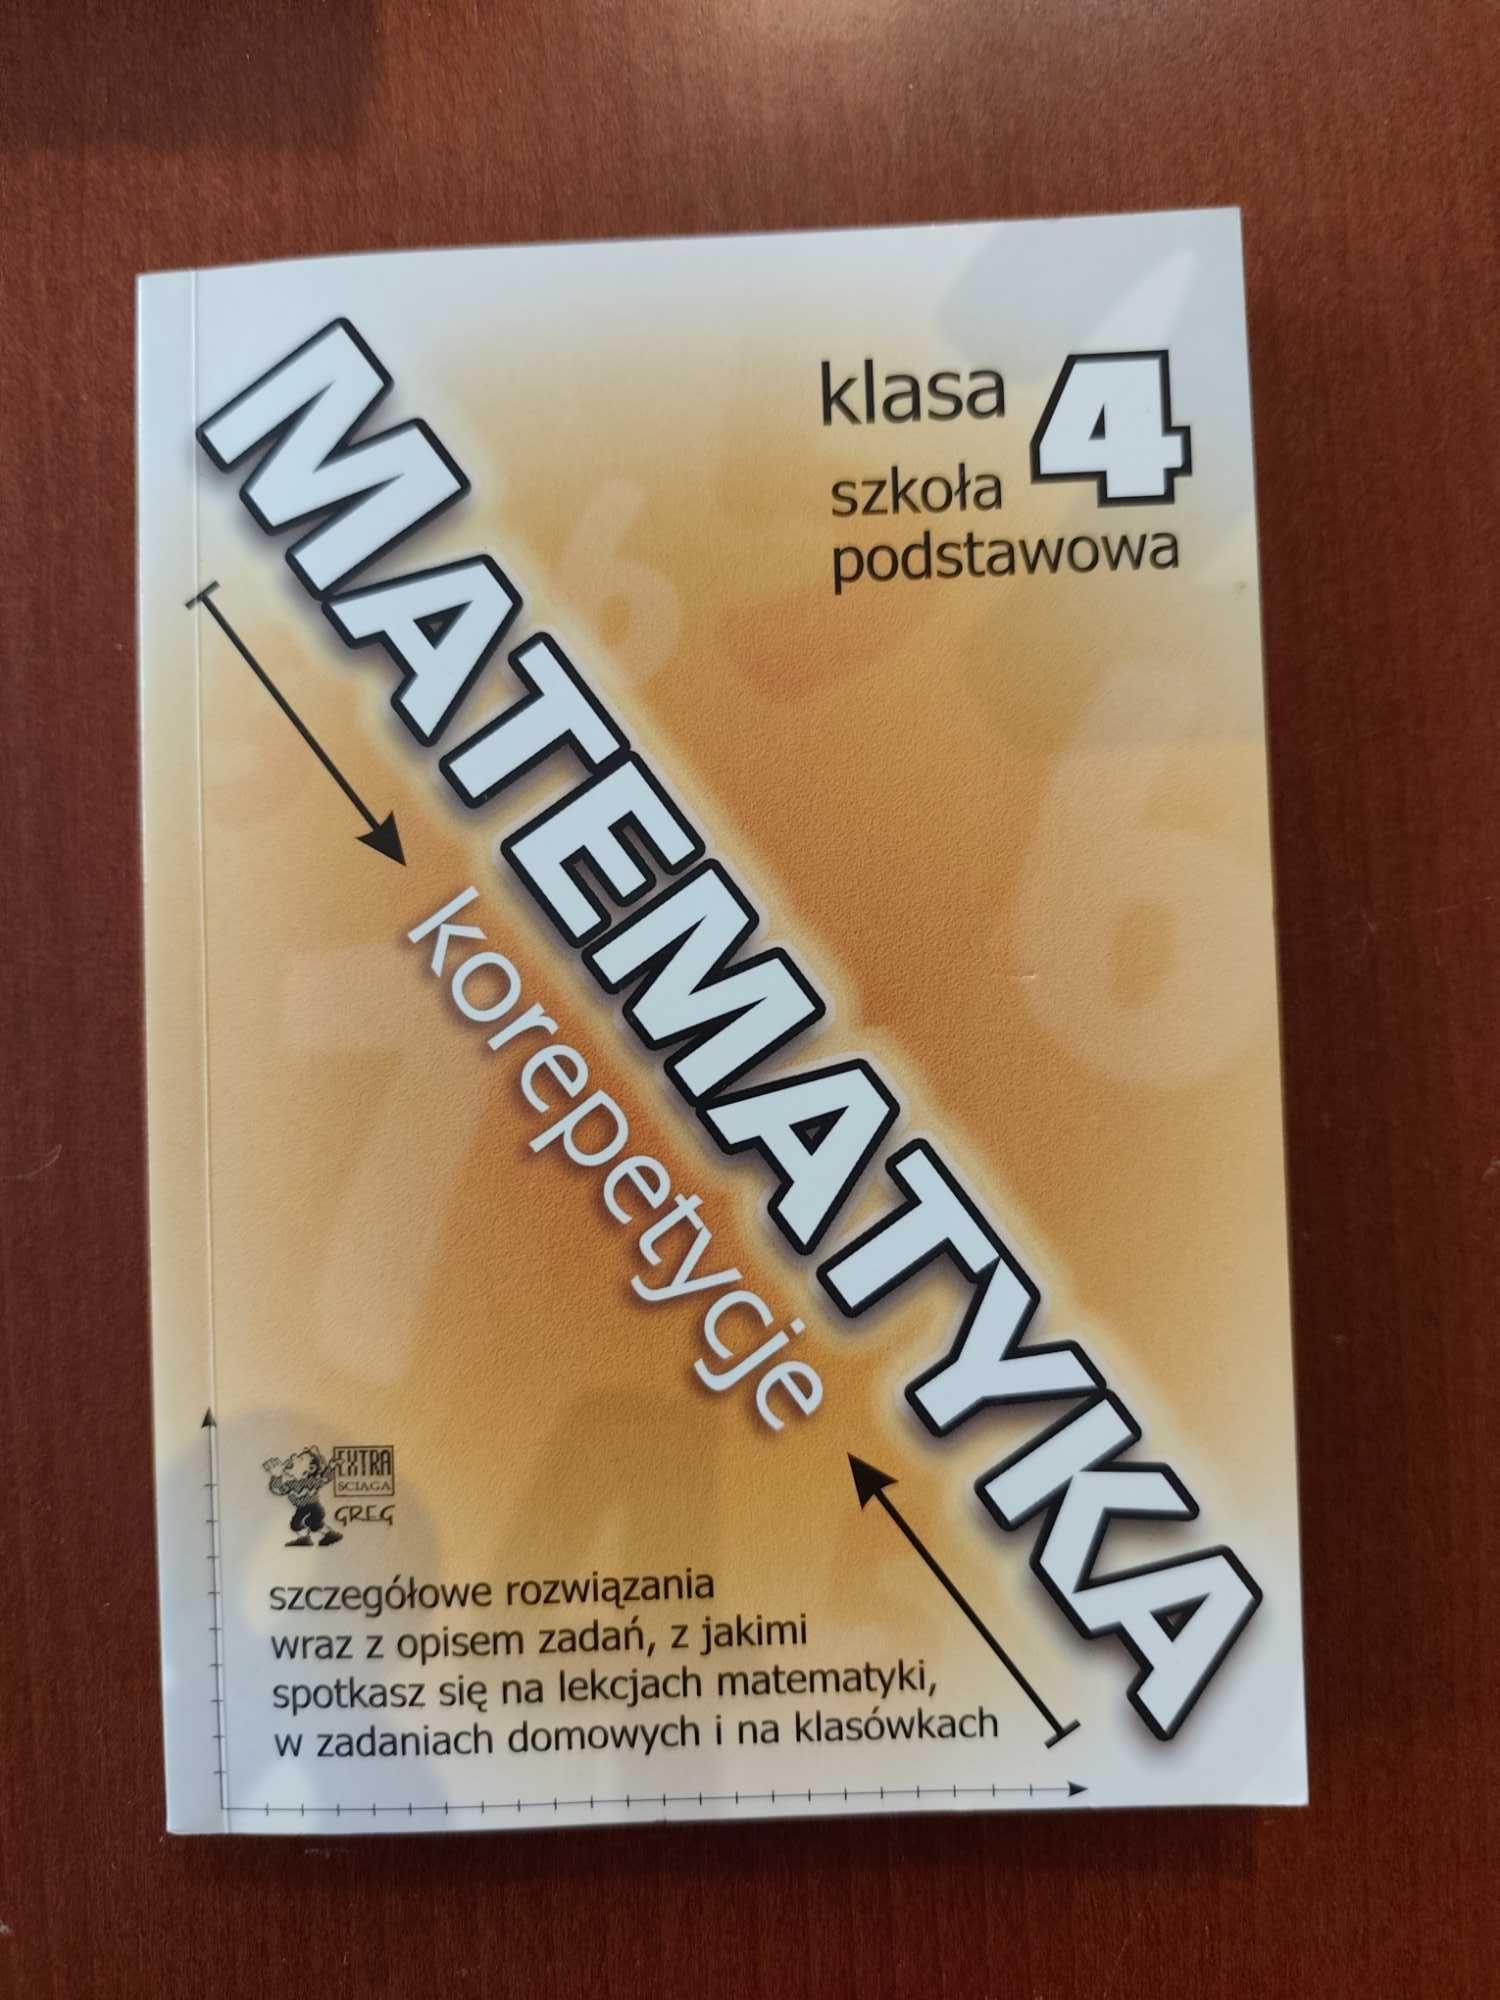 klasa 4
szkoła
podstawowa
MATEMATYKA
korepetycje
EXTRA
ŚCIĄGA
GREG
szczegółowe rozwiązania
wraz z opisem zadań, z jakimi
spotkasz się na lekcjach matematyki,
w zadaniach domowych i na klasówkach